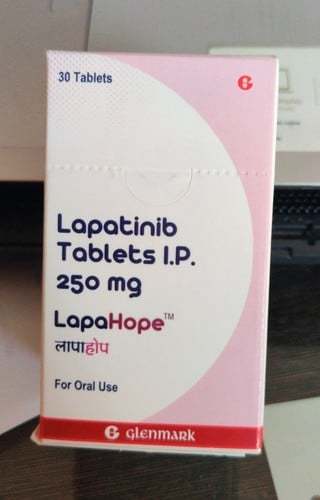 30 Tablets
G
Lapatinib
Tablets I.P.
250 mg
LapaHope™
लापाहोप
For Oral Use
G glenmark